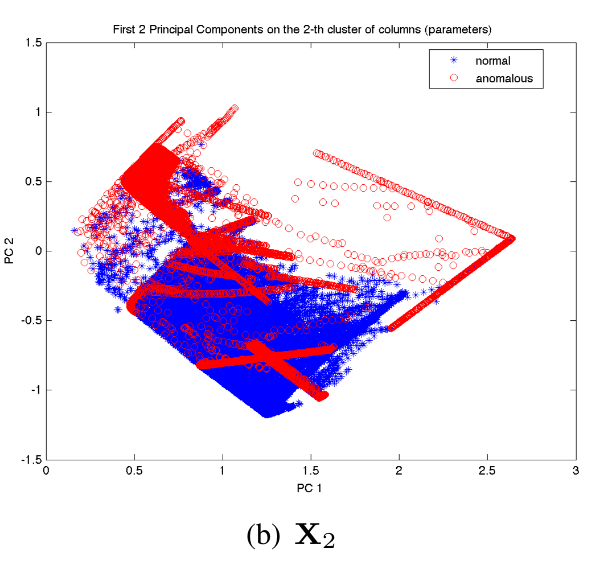 First 2 Principal Components on the 2-th cluster of columns (parameters)
1.5
normal
anomalous
1
0.5
PC 2
0
-0.5
-1
-1.5
0 0.5 1 1.5 2 2.5 3
PC 1
(b) X₂